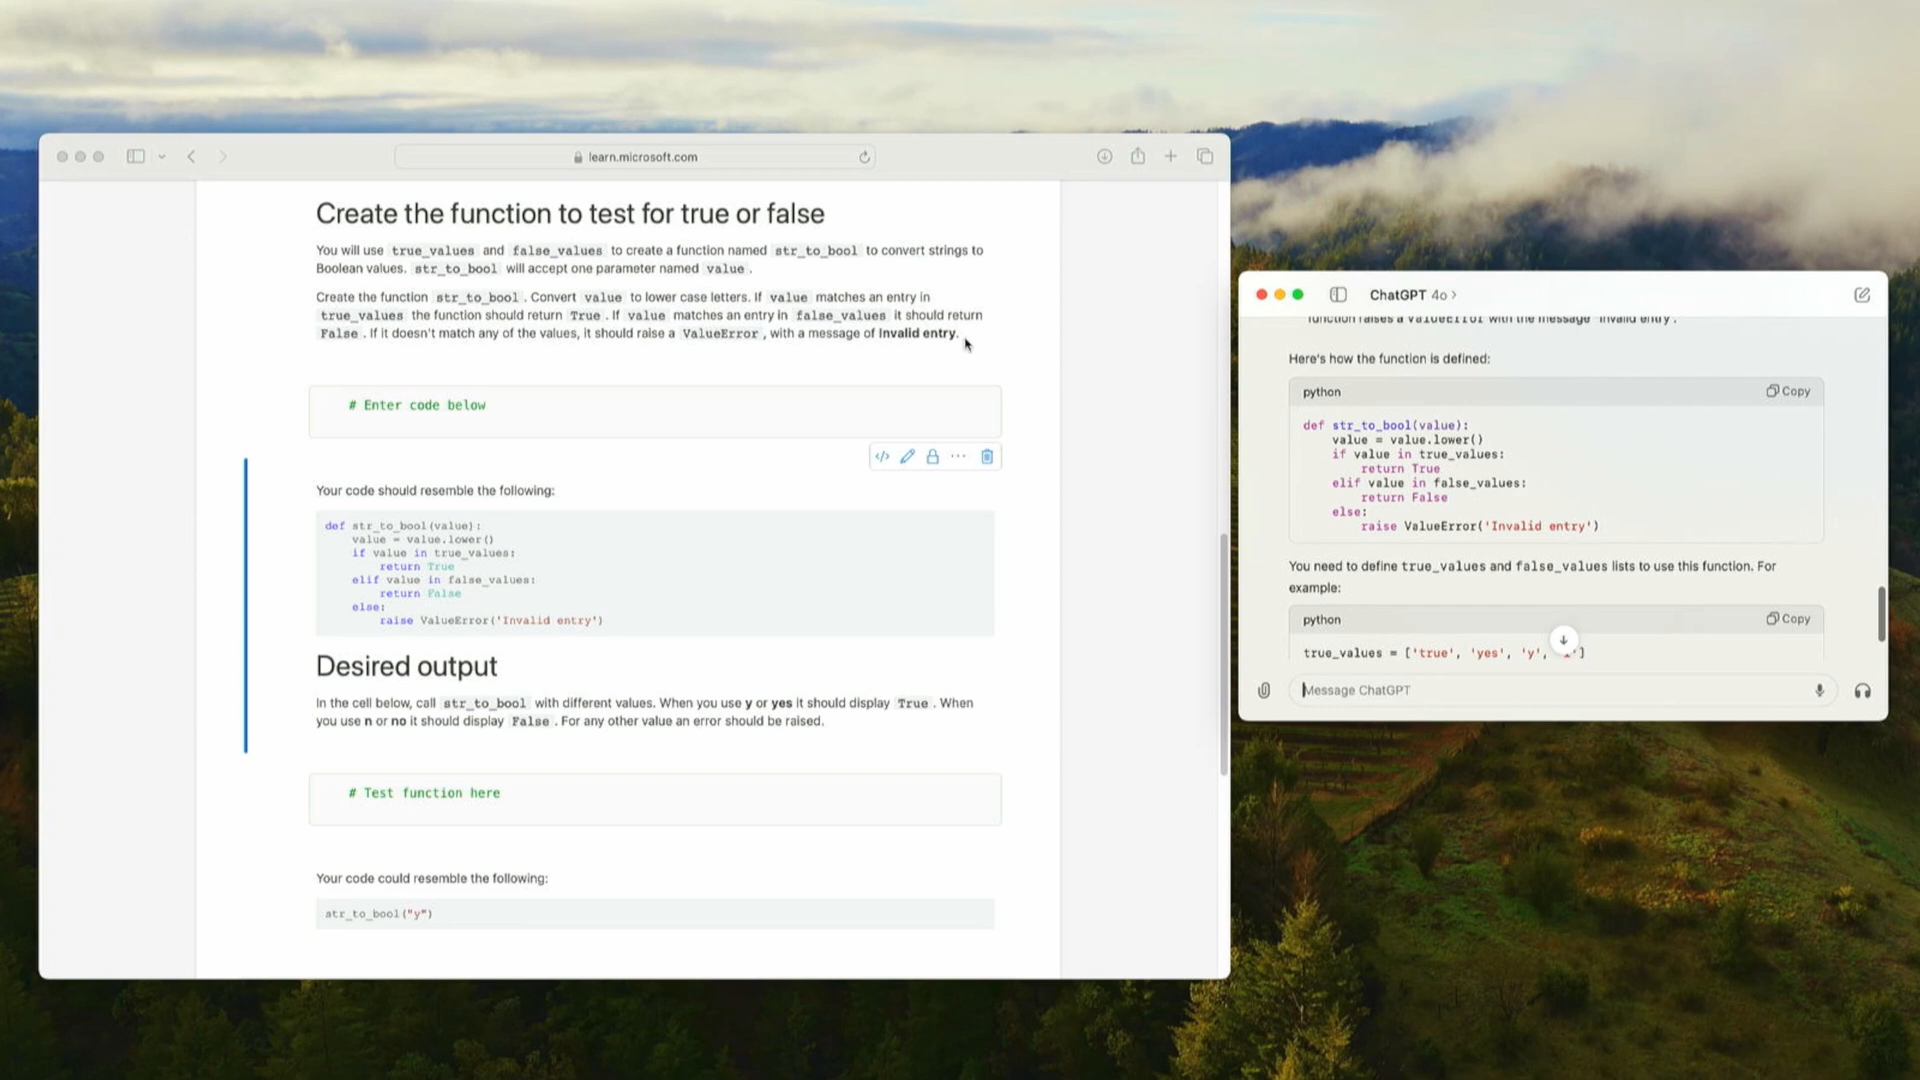 learn.microsoft.com
Create the function to test for true or false
You will use true_values and false_values to create a function named str_to_bool to convert strings to
Boolean values. str_to_bool will accept one parameter named value.
Create the function str_to_bool. Convert value to lower case letters. If value matches an entry in
true_values the function should return True. If value matches an entry in false_values it should return
False. If it doesn't match any of the values, it should raise a ValueError, with a message of Invalid entry.
# Enter code below
Your code should resemble the following:
def str_to_bool(value):
    value = value.lower()
    if value in true_values:
        return True
    elif value in false_values:
        return False
    else:
        raise ValueError('Invalid entry')
Desired output
In the cell below, call str_to_bool with different values. When you use y or yes it should display True. When
you use n or no it should display False. For any other value an error should be raised.
# Test function here
Your code could resemble the following:
str_to_bool("y")
ChatGPT 4o >
function raises a ValueError with the message 'Invalid entry'.
Here's how the function is defined:
python
Copy
def str_to_bool(value):
    value = value.lower()
    if value in true_values:
        return True
    elif value in false_values:
        return False
    else:
        raise ValueError('Invalid entry')
You need to define true_values and false_values lists to use this function. For
example:
python
Copy
true_values = ['true', 'yes', 'y', ']
Message ChatGPT